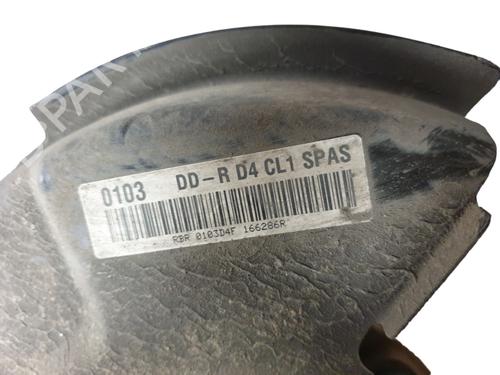 0103 DD-R D4 CL1 SPAS
RBR 0103D4F 166286R